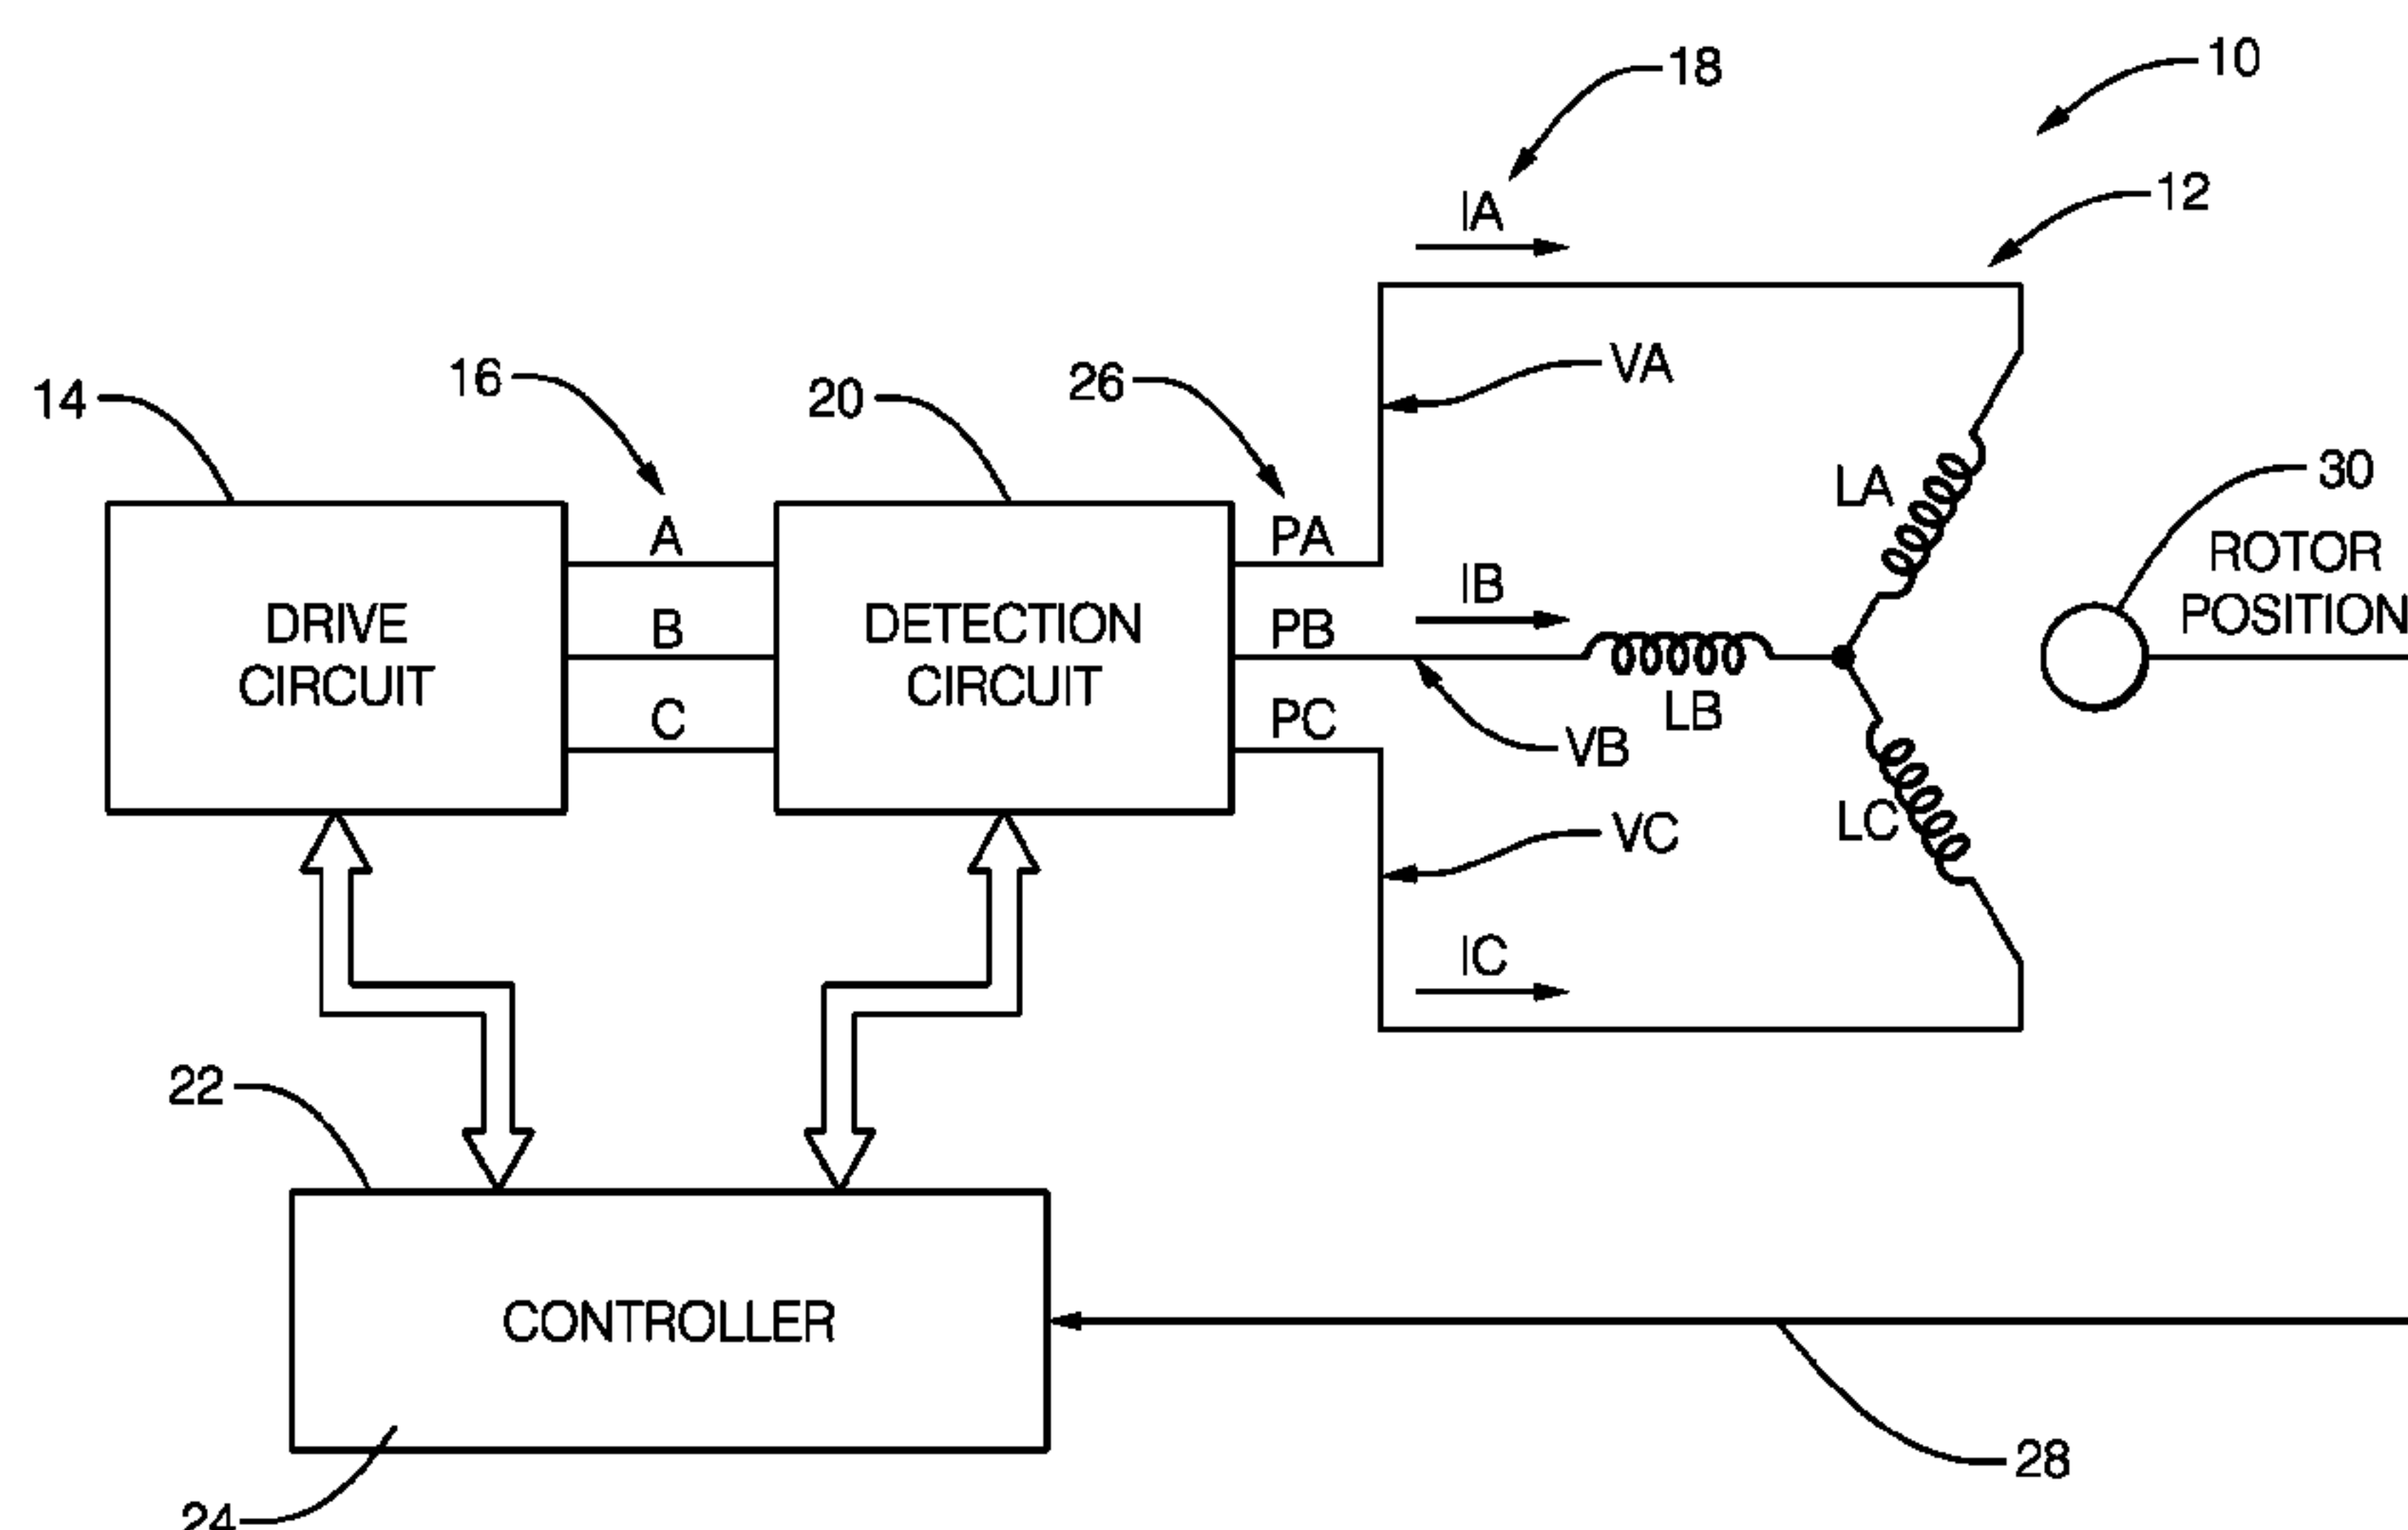 10
18
12
IA
VA
14
16
20
26
30
LA
A
PA
ROTOR
POSITION
IB
B
PB
DRIVE
CIRCUIT
DETECTION
CIRCUIT
C
PC
LB
VB
VC
LC
IC
22
CONTROLLER
28
24